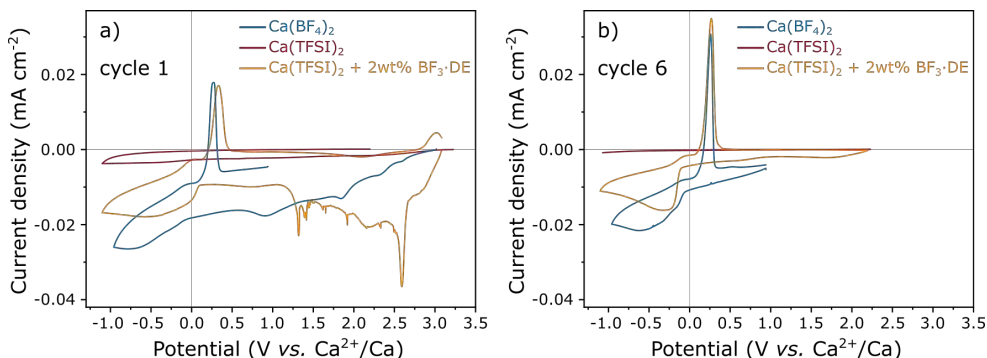 a)
cycle 1
Ca(BF₄)₂
Ca(TFSI)₂
Ca(TFSI)₂ + 2wt% BF₃·DE
Current density (mA cm⁻²)
0.02
0.00
-0.02
-0.04
-1.0 -0.5 0.0 0.5 1.0 1.5 2.0 2.5 3.0 3.5
Potential (V vs. Ca²⁺/Ca)
b)
cycle 6
Ca(BF₄)₂
Ca(TFSI)₂
Ca(TFSI)₂ + 2wt% BF₃·DE
Current density (mA cm⁻²)
0.02
0.00
-0.02
-0.04
-1.0 -0.5 0.0 0.5 1.0 1.5 2.0 2.5 3.0 3.5
Potential (V vs. Ca²⁺/Ca)